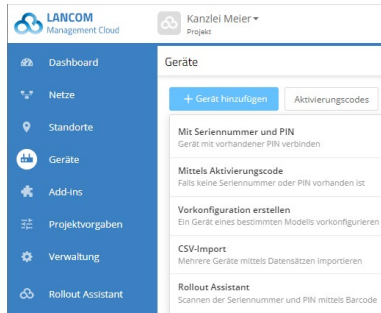 LANCOM
Management Cloud
Kanzlei Meier
Projekt
Dashboard
Netze
Standorte
Geräte
Add-ins
Projektvorgaben
Verwaltung
Rollout Assistant
Geräte
+ Gerät hinzufügen
Aktivierungscodes
Mit Seriennummer und PIN
Gerät mit vorhandener PIN verbinden
Mittels Aktivierungscode
Falls keine Seriennummer oder PIN vorhanden ist
Vorkonfiguration erstellen
Ein Gerät eines bestimmten Modells vorkonfigurieren
CSV-Import
Mehrere Geräte mittels Datensätzen importieren
Rollout Assistant
Scannen der Seriennummer und PIN mittels Barcode